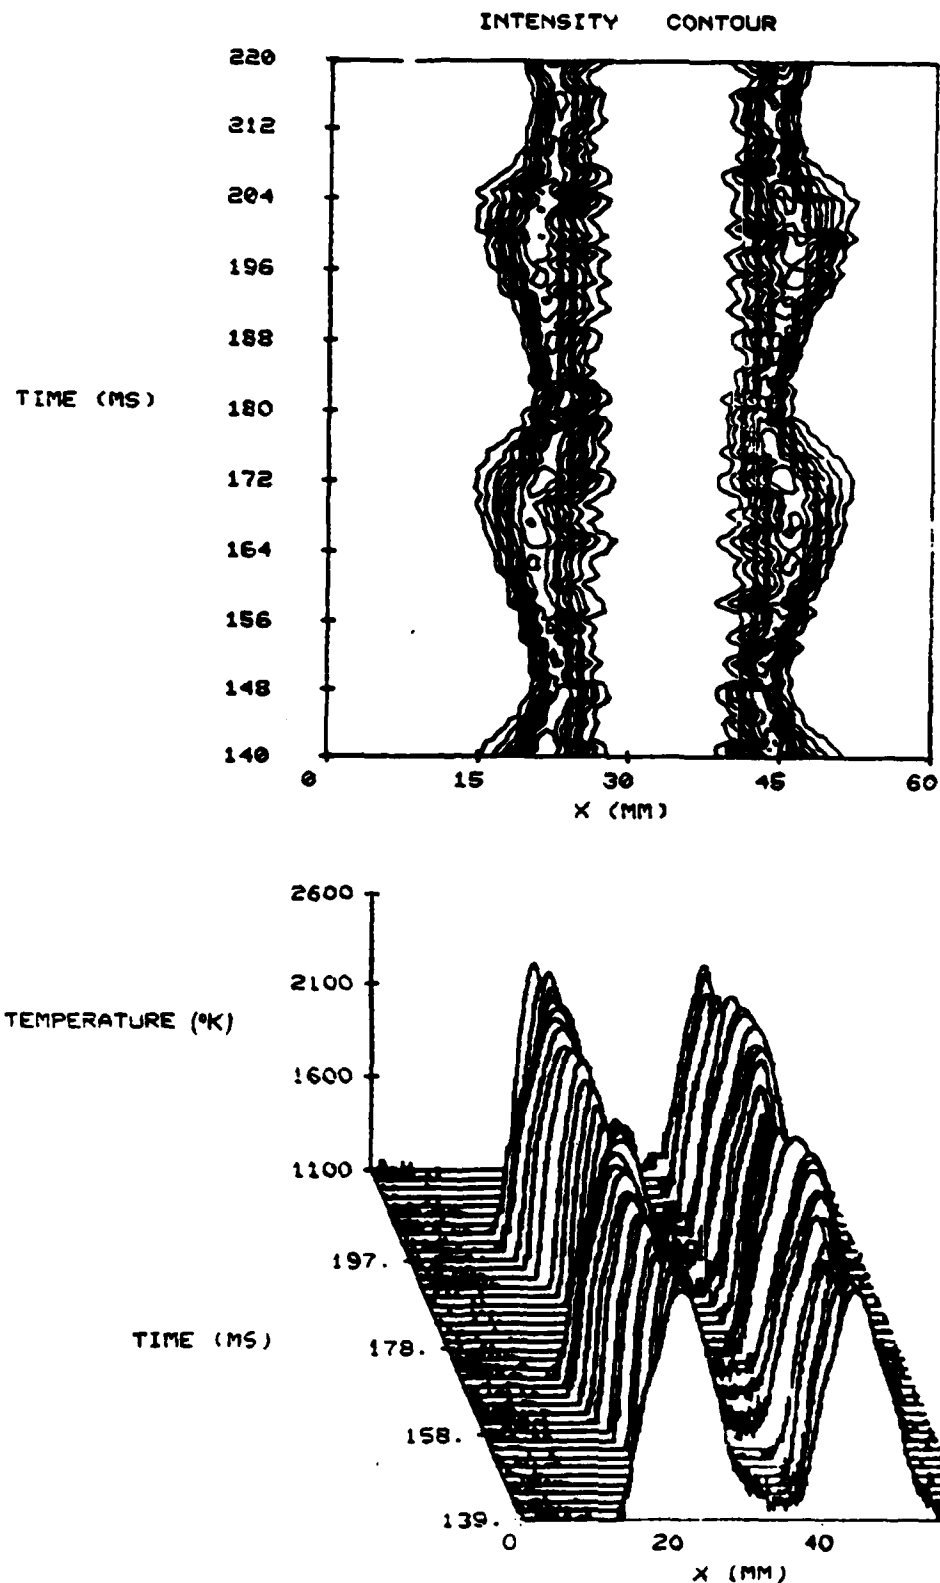 INTENSITY CONTOUR
220
212
204
196
188
TIME (MS)
180
172
164
156
148
140
0 15 30 45 60
X (MM)
2600
2100
TEMPERATURE (°K)
1600
1100
197.
TIME (MS)
178.
158.
139.
0 20 40
X (MM)